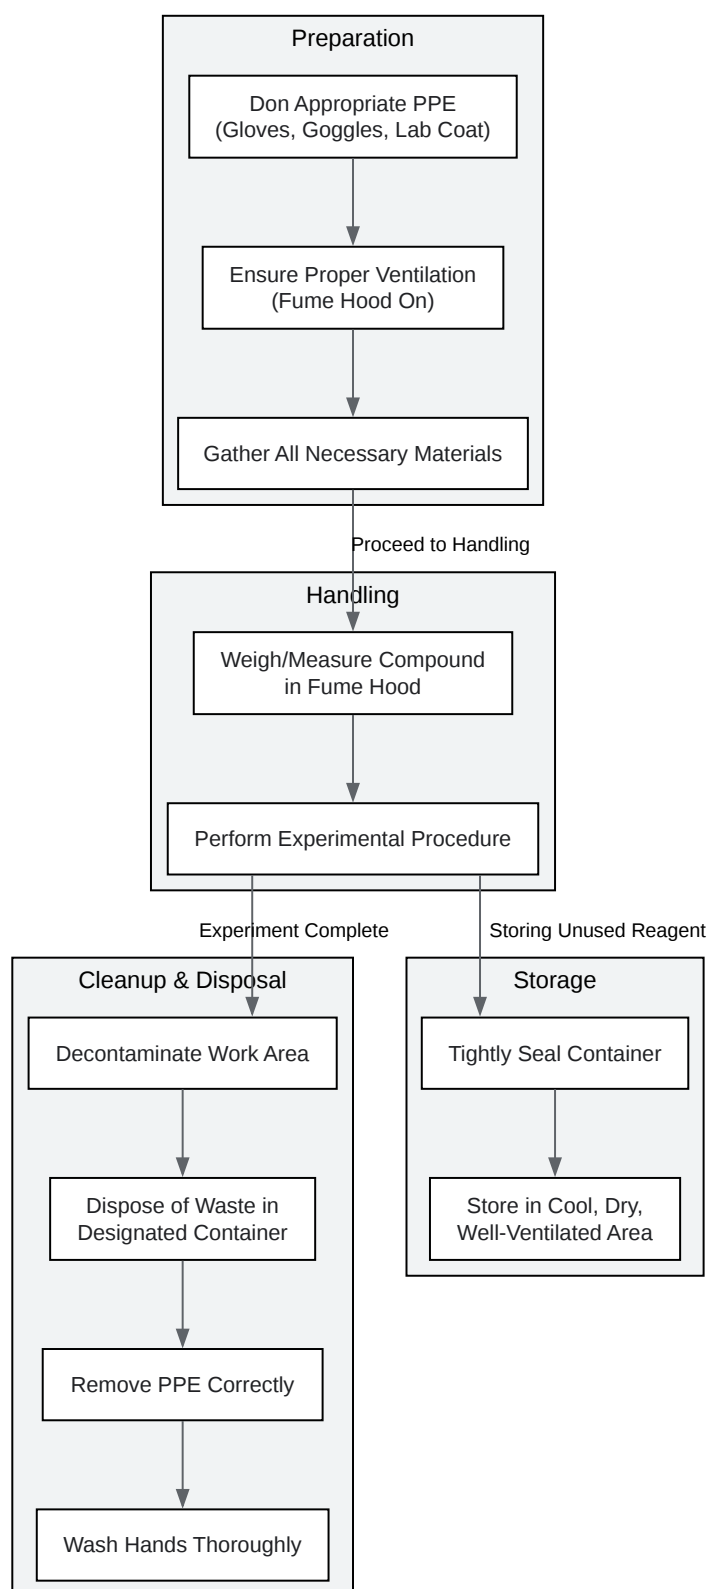 Preparation
Don Appropriate PPE
(Gloves, Goggles, Lab Coat)
Ensure Proper Ventilation
(Fume Hood On)
Gather All Necessary Materials
Proceed to Handling
Handling
Weigh/Measure Compound
in Fume Hood
Perform Experimental Procedure
Experiment Complete
Storing Unused Reagent
Cleanup & Disposal
Decontaminate Work Area
Dispose of Waste in
Designated Container
Remove PPE Correctly
Wash Hands Thoroughly
Storage
Tightly Seal Container
Store in Cool, Dry,
Well-Ventilated Area